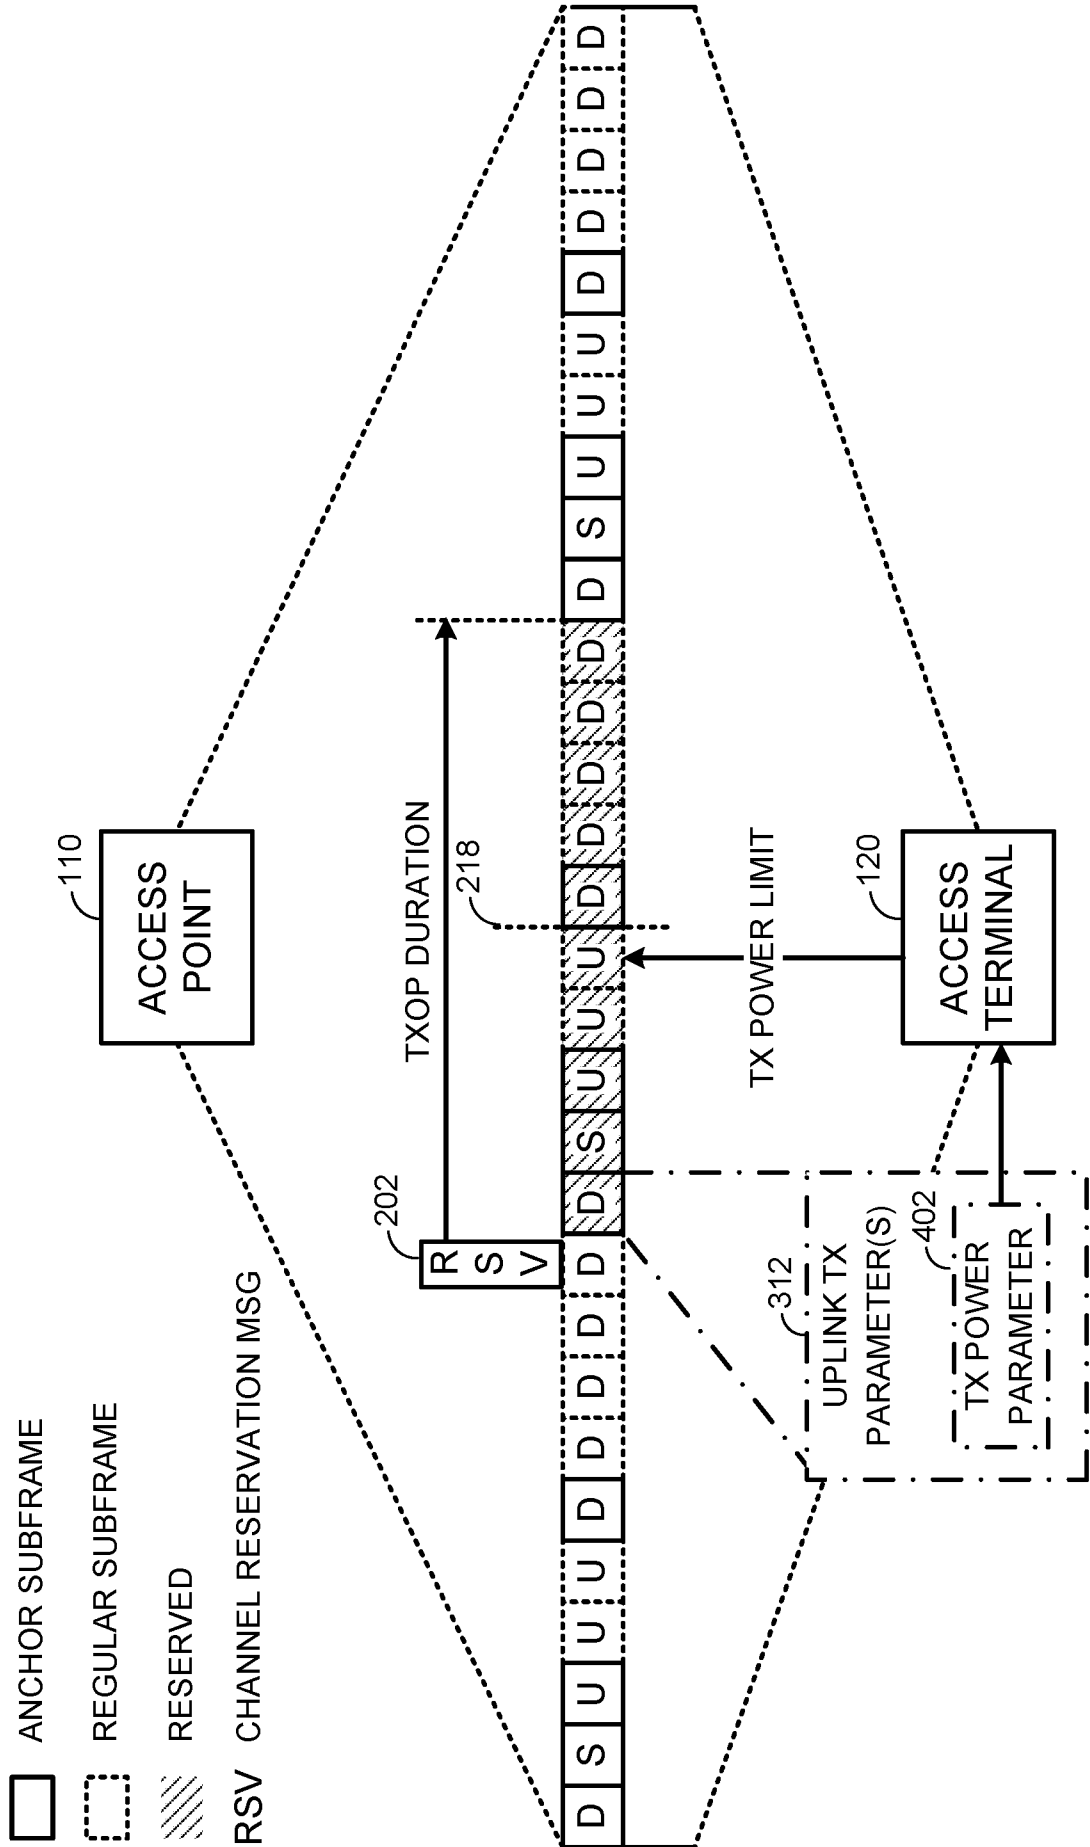 ANCHOR SUBFRAME
REGULAR SUBFRAME
RESERVED
RSV CHANNEL RESERVATION MSG
110
ACCESS
POINT
202
R
S
V
TXOP DURATION
218
D S U U U D D D D D D S U U U D D D D D D S U U U D D D D D
TX POWER LIMIT
312
UPLINK TX
PARAMETER(S)
402
TX POWER
PARAMETER
120
ACCESS
TERMINAL